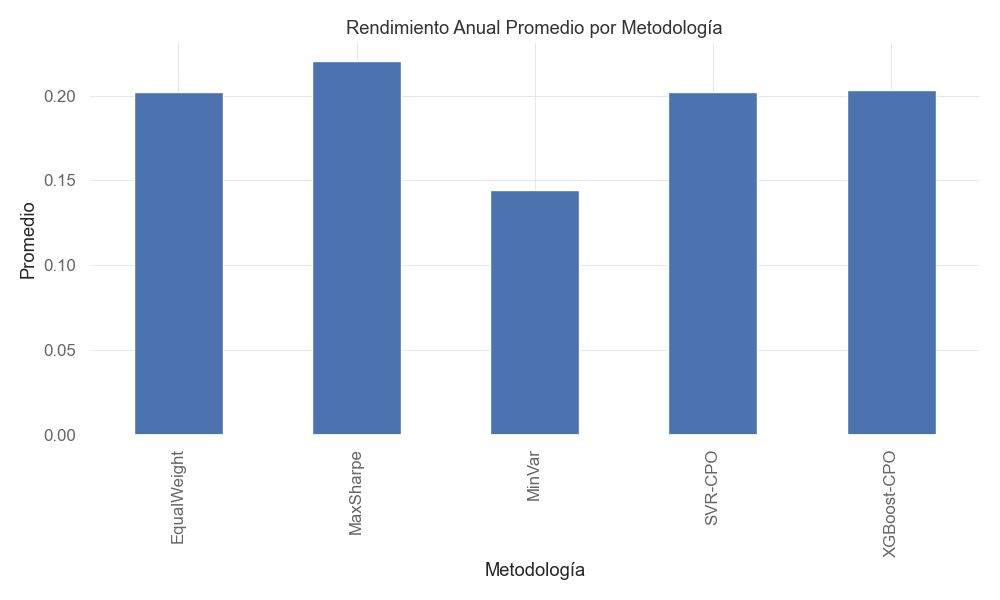 Rendimiento Anual Promedio por Metodología
Promedio
0.20
0.15
0.10
0.05
0.00
EqualWeight
MaxSharpe
MinVar
SVR-CPO
XGBoost-CPO
Metodología